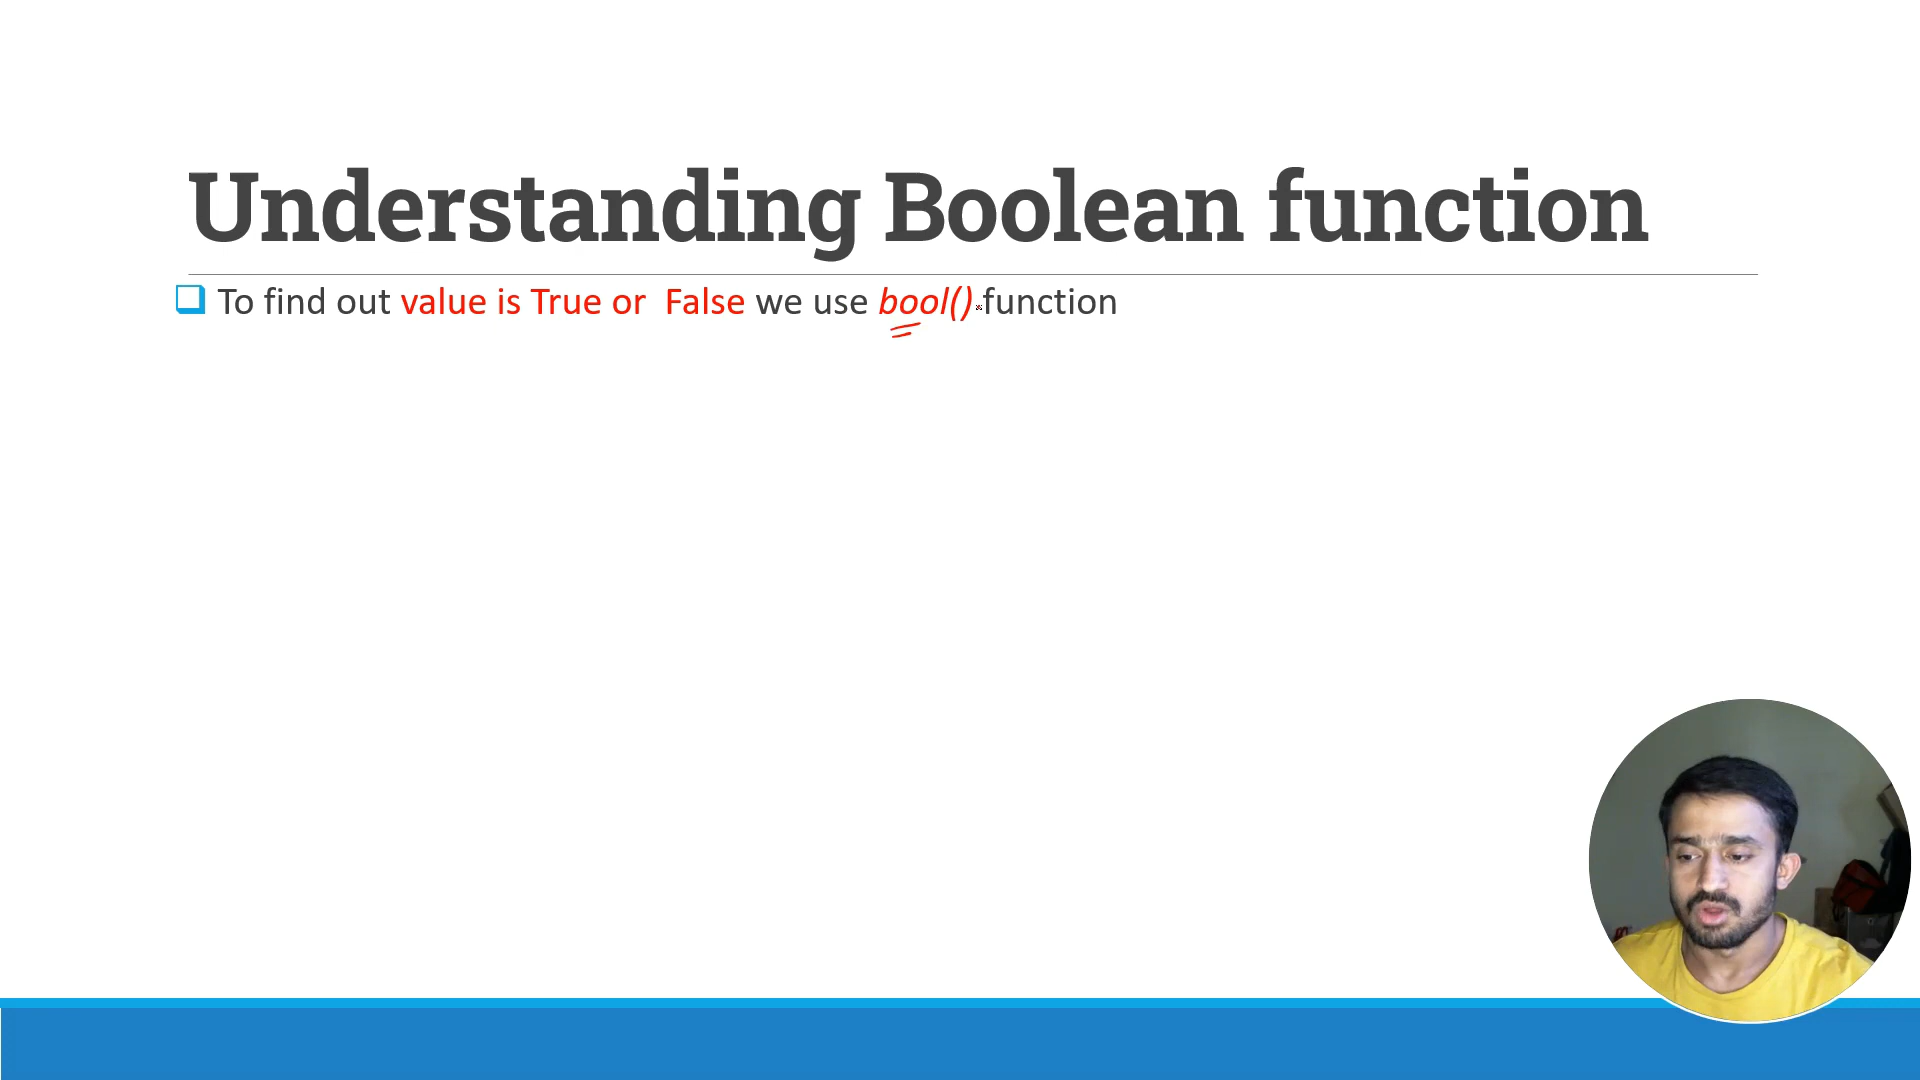 Understanding Boolean function
To find out value is True or False we use bool() function